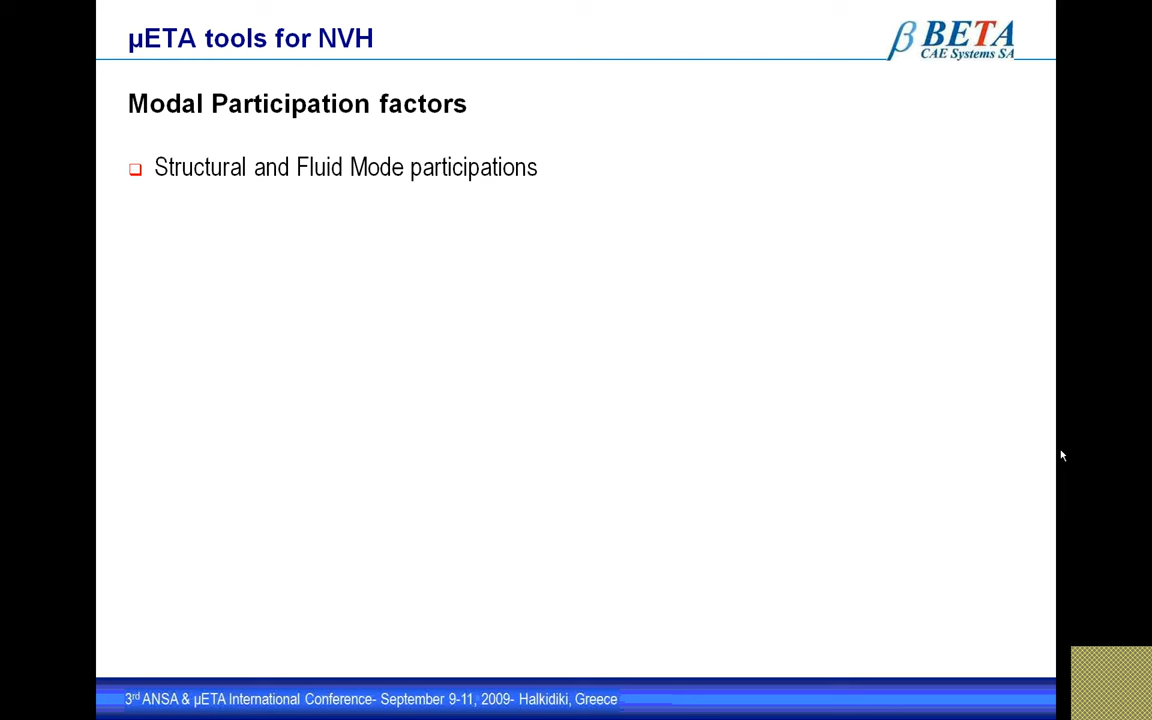 μETA tools for NVH
β BETA
CAE Systems SA
Modal Participation factors
Structural and Fluid Mode participations
3rd ANSA & μETA International Conference- September 9-11, 2009- Halkidiki, Greece